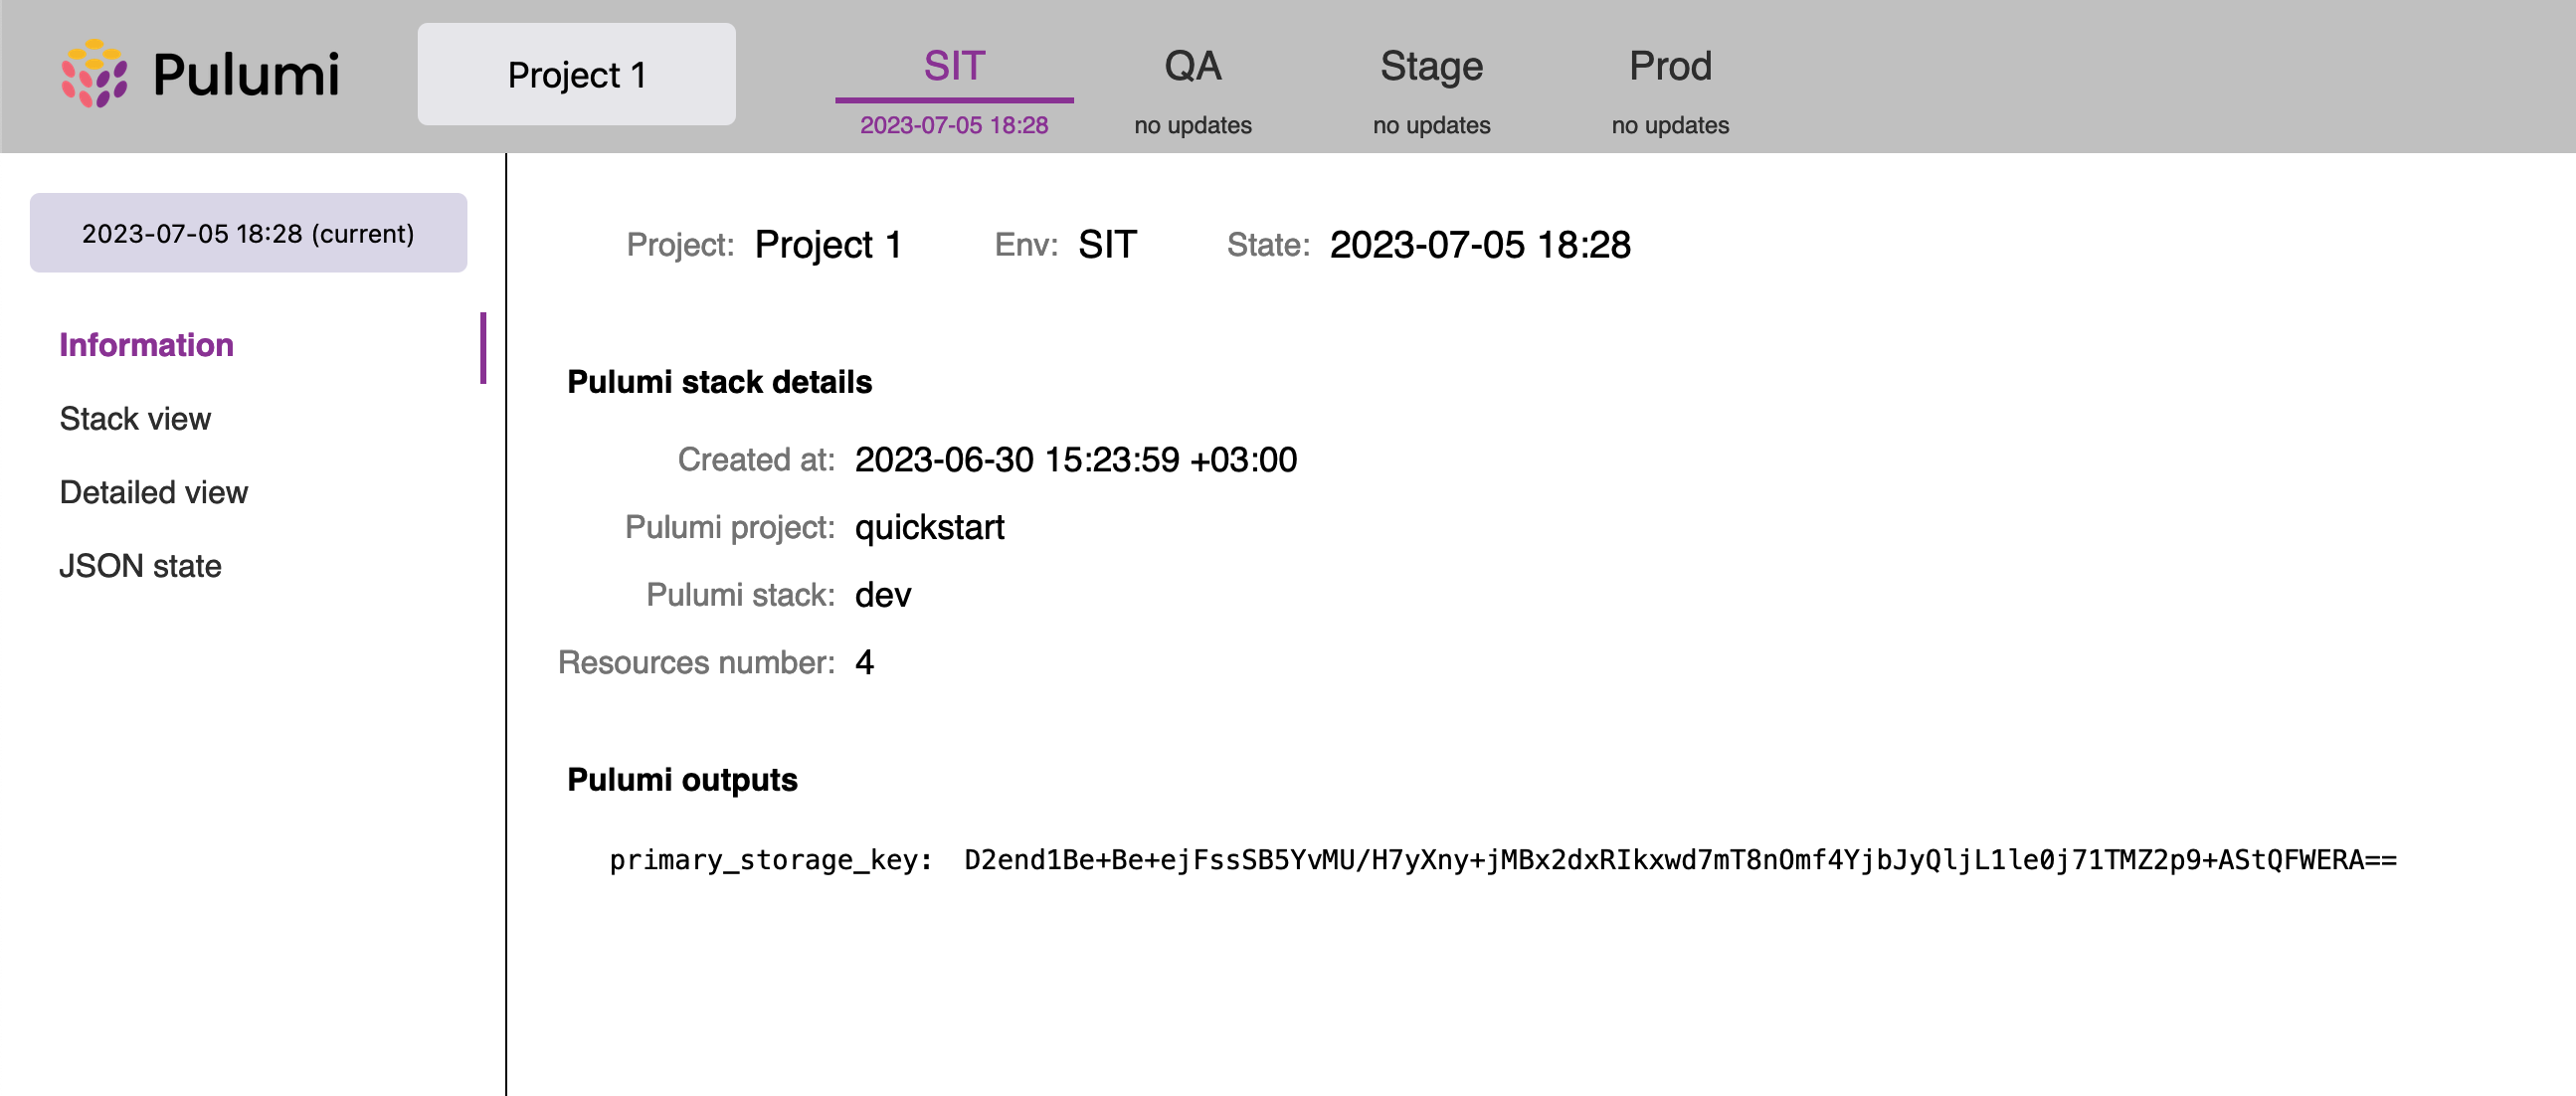 Pulumi
Project 1
SIT
2023-07-05 18:28
QA
no updates
Stage
no updates
Prod
no updates
2023-07-05 18:28 (current)
Information
Stack view
Detailed view
JSON state
Project: Project 1 Env: SIT State: 2023-07-05 18:28
Pulumi stack details
Created at: 2023-06-30 15:23:59 +03:00
Pulumi project: quickstart
Pulumi stack: dev
Resources number: 4
Pulumi outputs
primary_storage_key: D2end1Be+Be+ejFssSB5YvMU/H7yXny+jMBx2dxRIkxwd7mT8nOmf4YjbJyQljL1le0j71TMZ2p9+AStQFWERA==